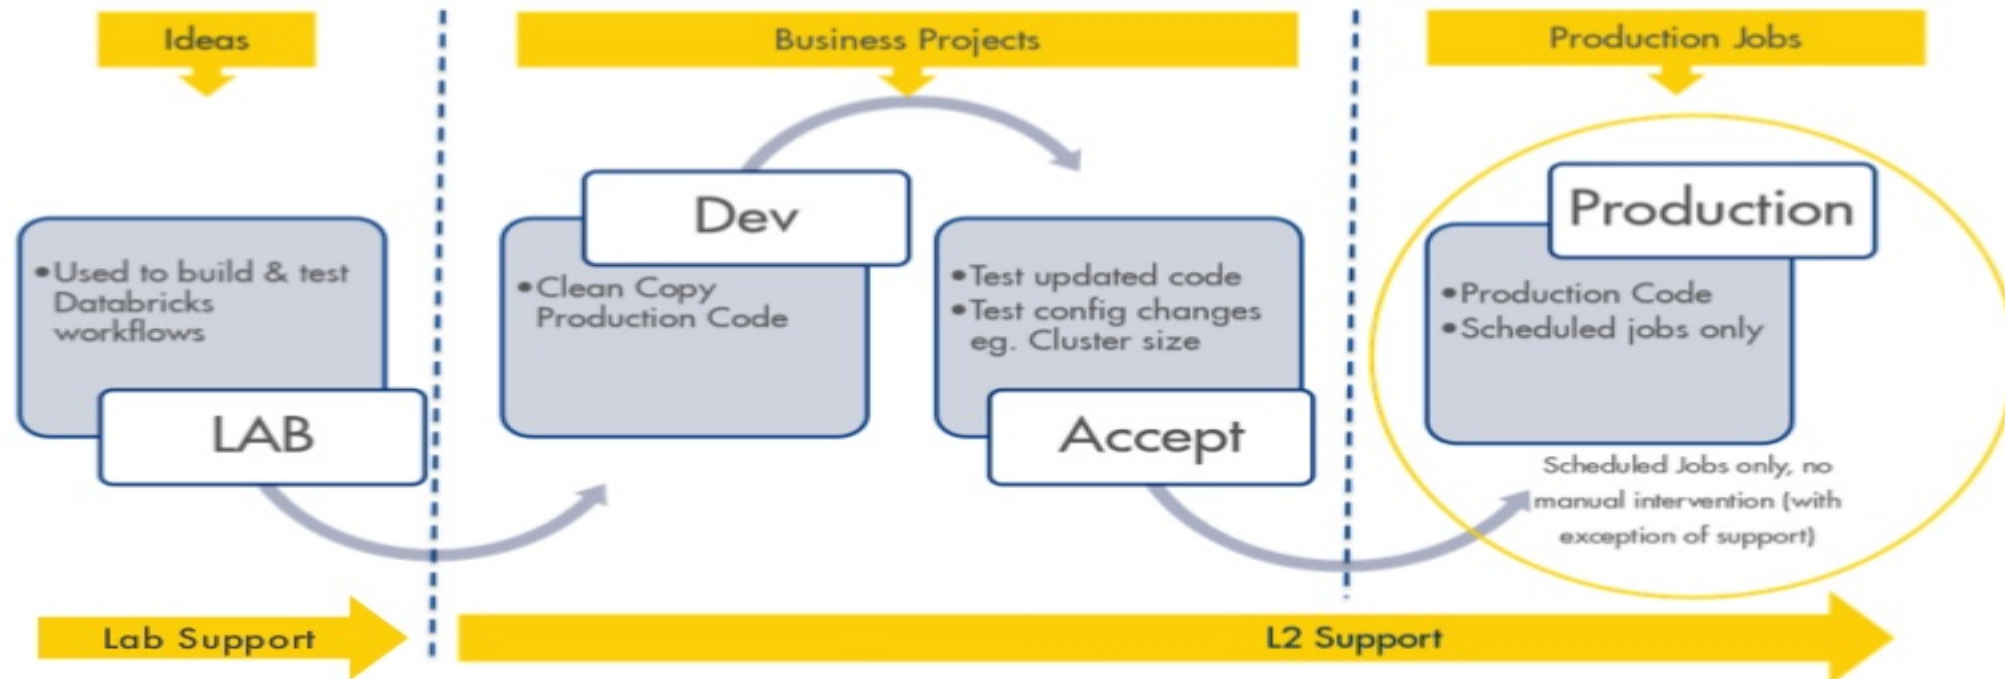 Ideas
Business Projects
Production Jobs
•Used to build & test
Databricks
workflows
LAB
Dev
•Clean Copy
Production Code
•Test updated code
•Test config changes
eg. Cluster size
Accept
Production
•Production Code
•Scheduled jobs only
Scheduled Jobs only, no
manual intervention (with
exception of support)
Lab Support
L2 Support